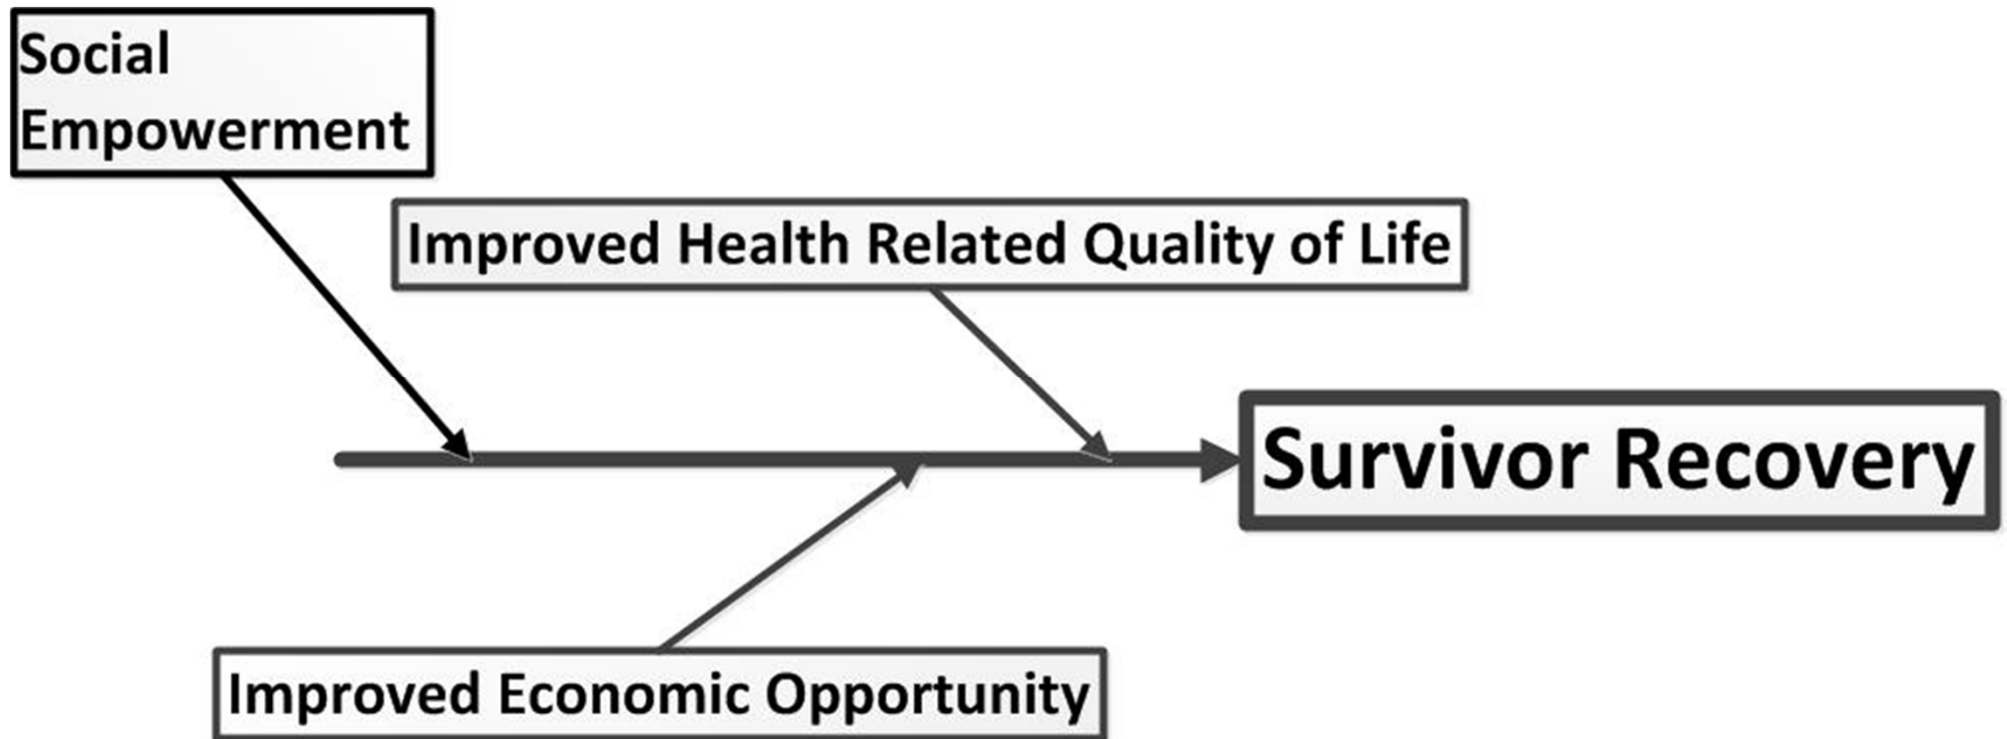 Social
Empowerment
Improved Health Related Quality of Life
Survivor Recovery
Improved Economic Opportunity